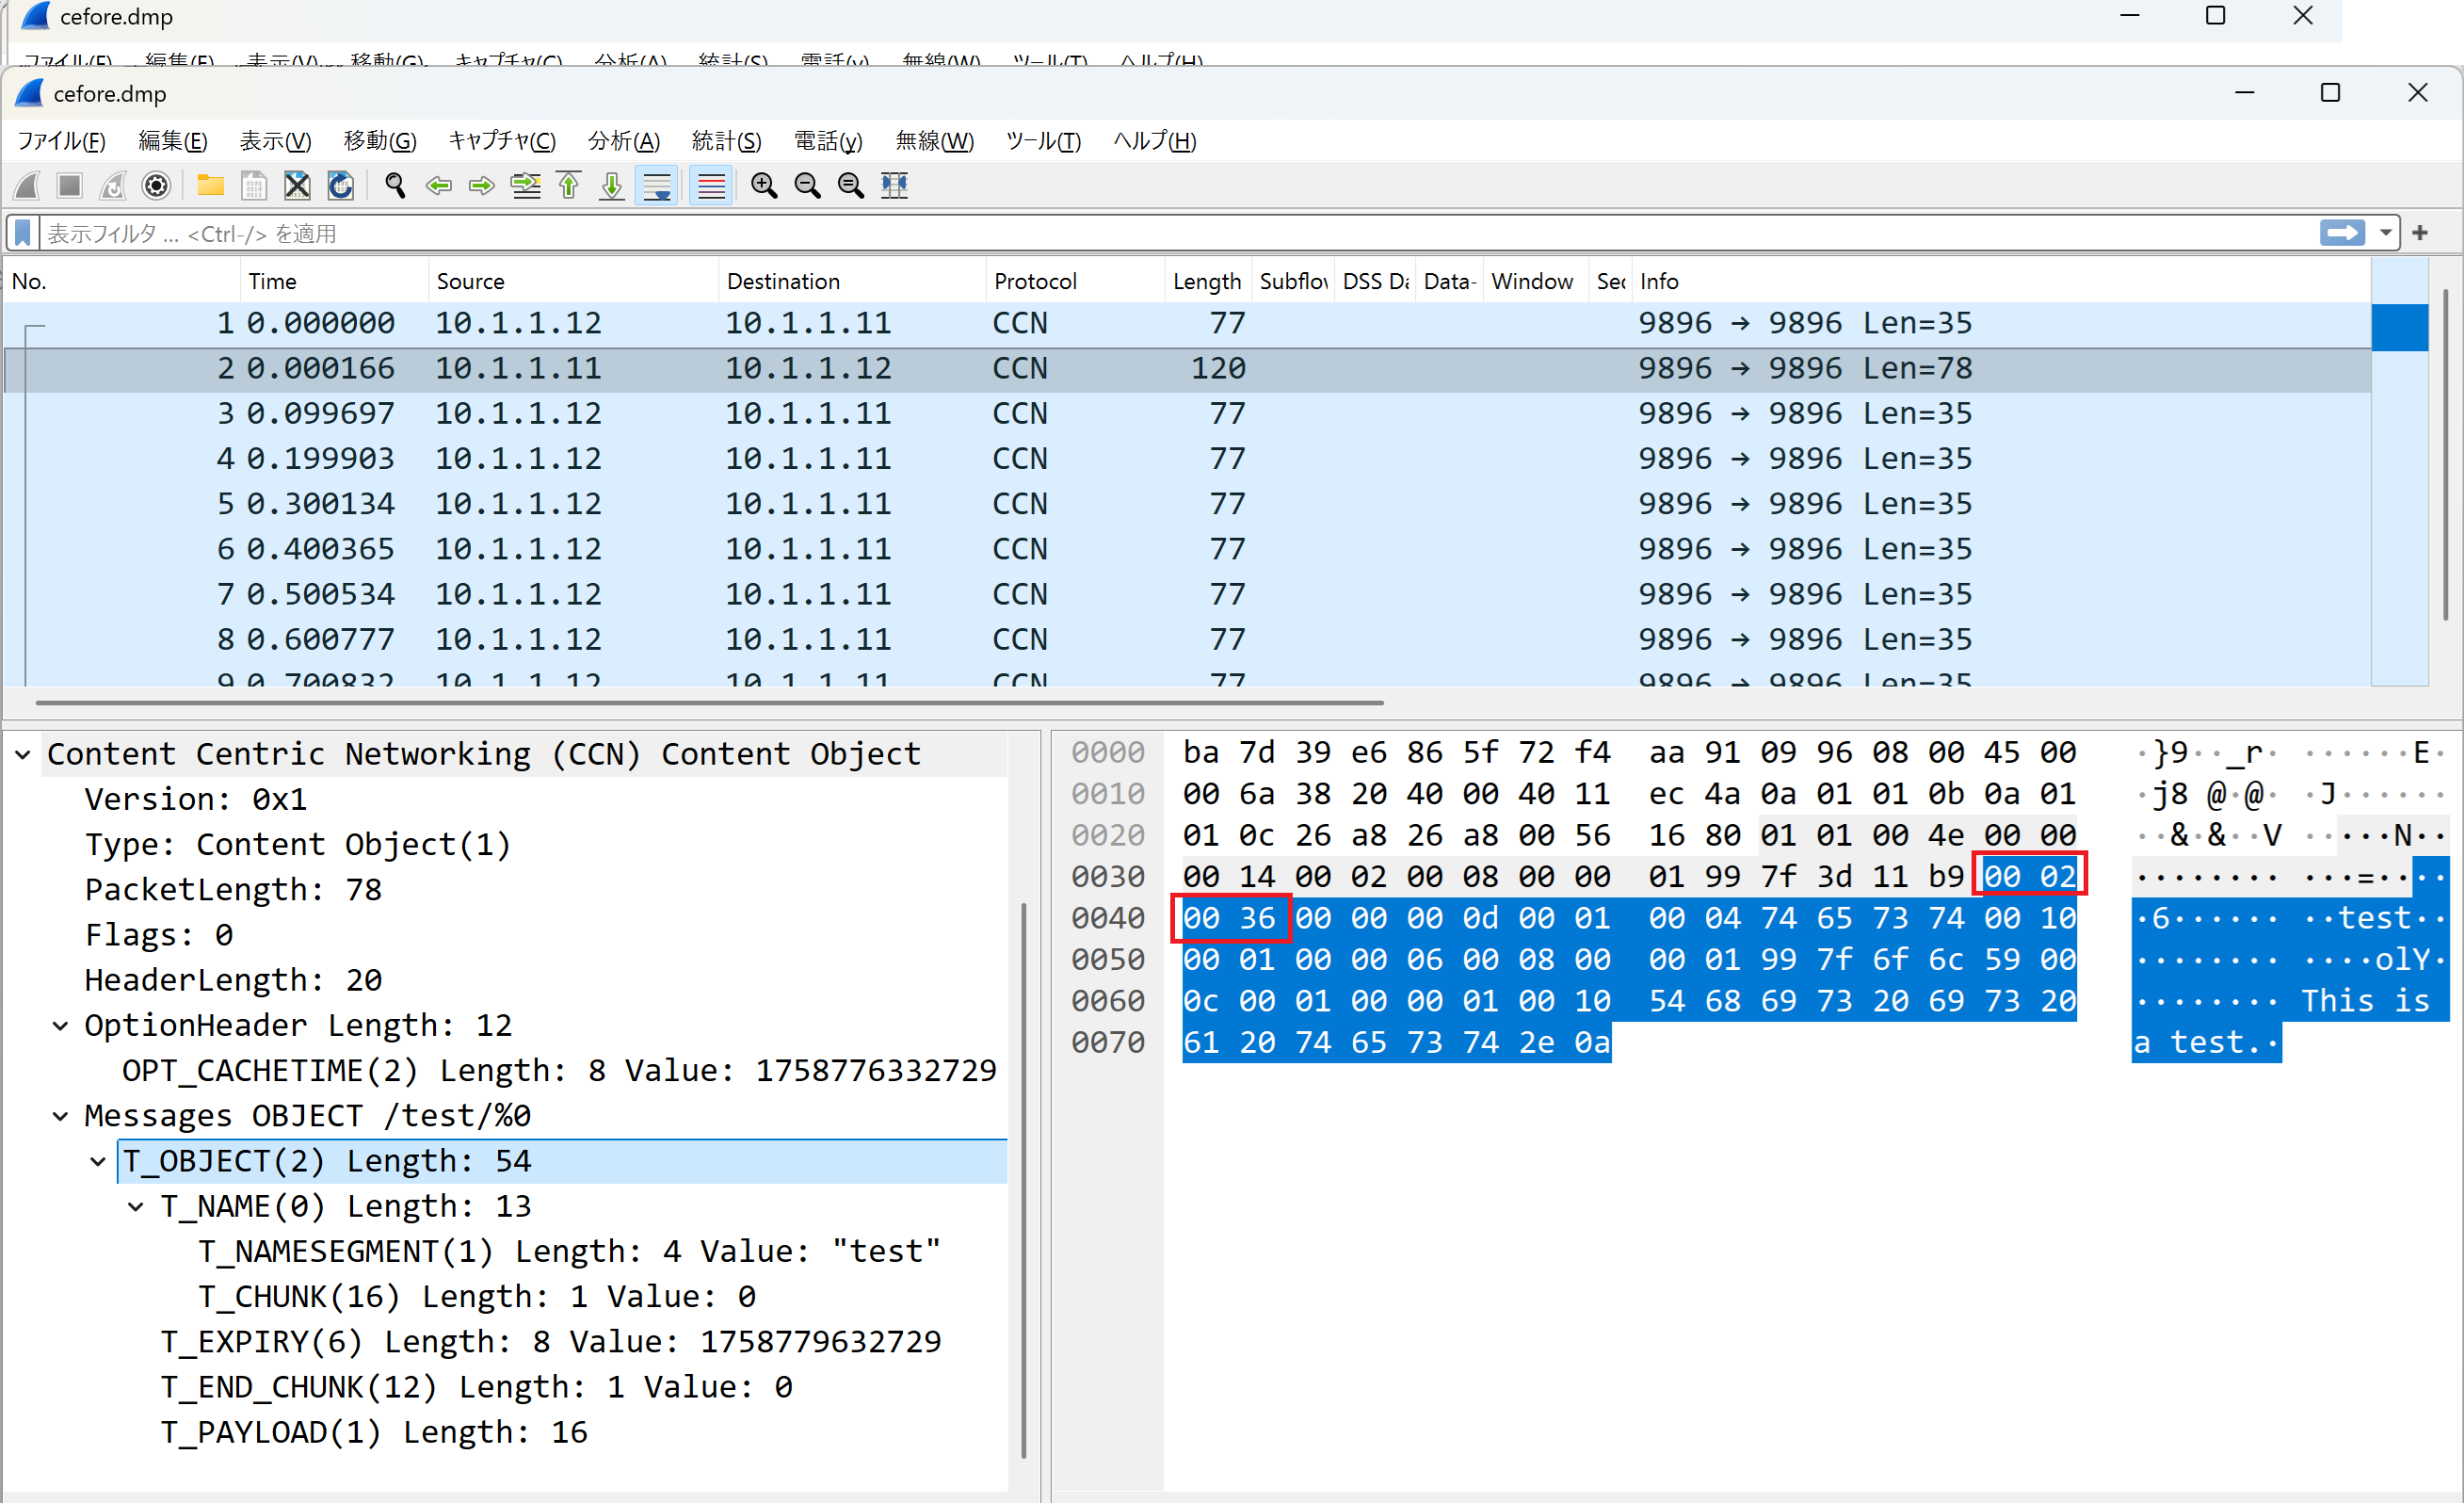 cefore.dmp
ファイル(F) 編集(E) 表示(V) 移動(G) キャプチャ(C) 分析(A) 統計(S) 電話(y) 無線(W) ツール(T) ヘルプ(H)
cefore.dmp
ファイル(F) 編集(E) 表示(V) 移動(G) キャプチャ(C) 分析(A) 統計(S) 電話(y) 無線(W) ツール(T) ヘルプ(H)
表示フィルタ ... <Ctrl-/> を適用
No. Time Source Destination Protocol Length Subflov DSS Da Data- Window Sec Info
1 0.000000 10.1.1.12 10.1.1.11 CCN 77 9896 → 9896 Len=35
2 0.000166 10.1.1.11 10.1.1.12 CCN 120 9896 → 9896 Len=78
3 0.099697 10.1.1.12 10.1.1.11 CCN 77 9896 → 9896 Len=35
4 0.199903 10.1.1.12 10.1.1.11 CCN 77 9896 → 9896 Len=35
5 0.300134 10.1.1.12 10.1.1.11 CCN 77 9896 → 9896 Len=35
6 0.400365 10.1.1.12 10.1.1.11 CCN 77 9896 → 9896 Len=35
7 0.500534 10.1.1.12 10.1.1.11 CCN 77 9896 → 9896 Len=35
8 0.600777 10.1.1.12 10.1.1.11 CCN 77 9896 → 9896 Len=35
9 0.700832 10.1.1.12 10.1.1.11 CCN 77 9896 → 9896 Len=35
Content Centric Networking (CCN) Content Object
Version: 0x1
Type: Content Object(1)
PacketLength: 78
Flags: 0
HeaderLength: 20
OptionHeader Length: 12
OPT_CACHETIME(2) Length: 8 Value: 1758776332729
Messages OBJECT /test/%0
T_OBJECT(2) Length: 54
T_NAME(0) Length: 13
T_NAMESEGMENT(1) Length: 4 Value: "test"
T_CHUNK(16) Length: 1 Value: 0
T_EXPIRY(6) Length: 8 Value: 1758779632729
T_END_CHUNK(12) Length: 1 Value: 0
T_PAYLOAD(1) Length: 16
0000 ba 7d 39 e6 86 5f 72 f4 aa 91 09 96 08 00 45 00 ·}9··_r· ······E·
0010 00 6a 38 20 40 00 40 11 ec 4a 0a 01 01 0b 0a 01 ·j8 @·@· ·J······
0020 01 0c 26 a8 26 a8 00 56 16 80 01 01 00 4e 00 00 ··&·&··V ·····N··
0030 00 14 00 02 00 08 00 00 01 99 7f 3d 11 b9 00 02 ········ ···=····
0040 00 36 00 00 00 0d 00 01 00 04 74 65 73 74 00 10 ·6······ ··test··
0050 00 01 00 00 06 00 08 00 00 01 99 7f 6f 6c 59 00 ········ ····olY·
0060 0c 00 01 00 00 01 00 10 54 68 69 73 20 69 73 20 ········ This is
0070 61 20 74 65 73 74 2e 0a a test.·